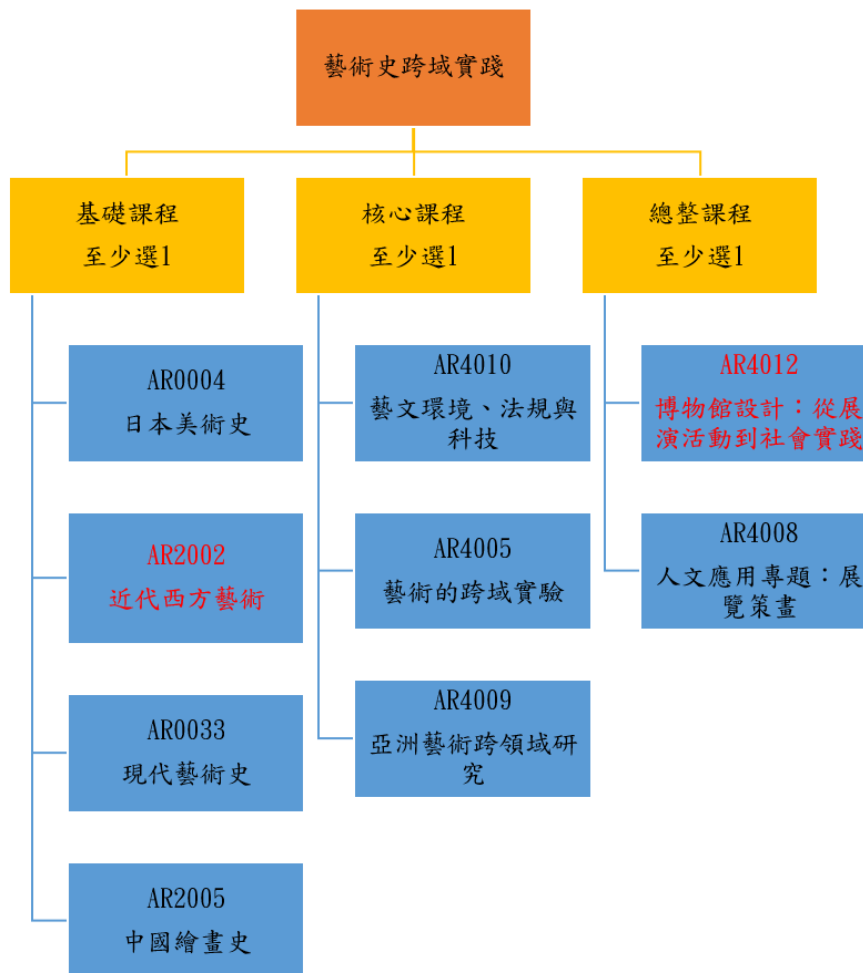 藝術史跨域實踐
基礎課程
至少選1
核心課程
至少選1
總整課程
至少選1
AR0004
日本美術史
AR2002
近代西方藝術
AR0033
現代藝術史
AR2005
中國繪畫史
AR4010
藝文環境、法規與
科技
AR4005
藝術的跨域實驗
AR4009
亞洲藝術跨領域研
究
AR4012
博物館設計：從展
演活動到社會實踐
AR4008
人文應用專題：展
覽策畫